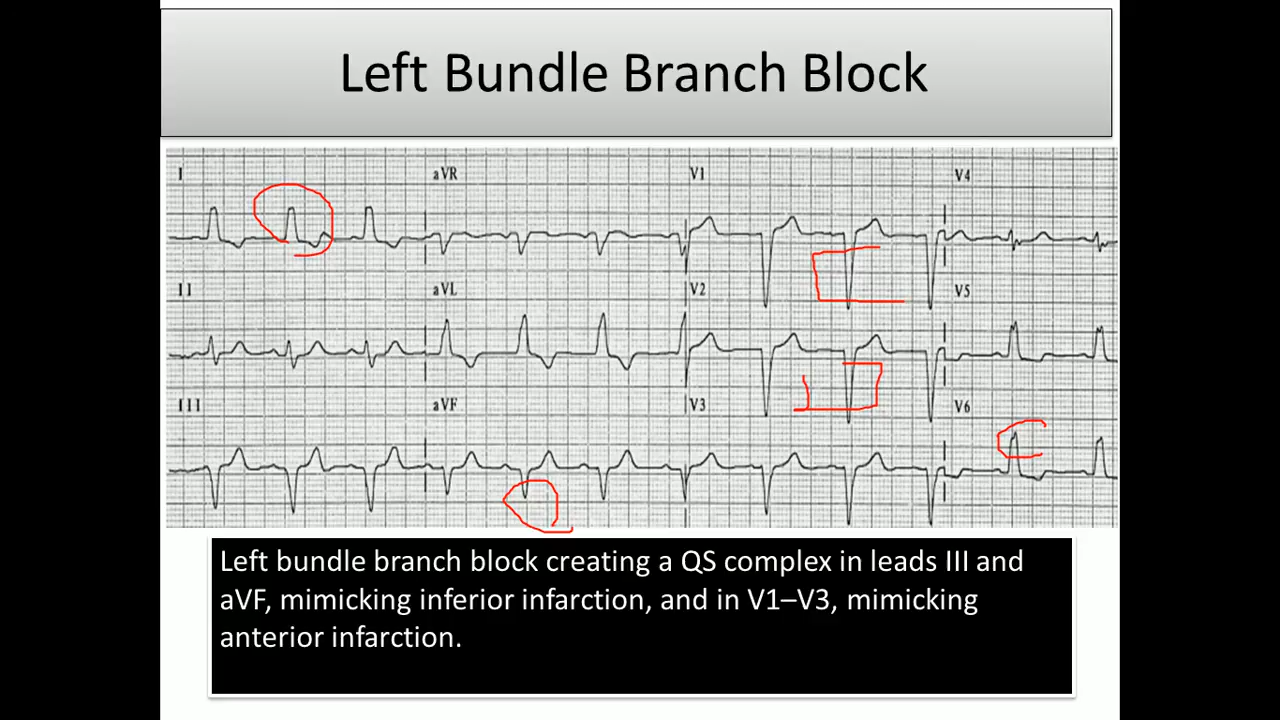 Left Bundle Branch Block
I aVR V1 V4
II aVL V2 V5
III aVF V3 V6
Left bundle branch block creating a QS complex in leads III and
aVF, mimicking inferior infarction, and in V1–V3, mimicking
anterior infarction.